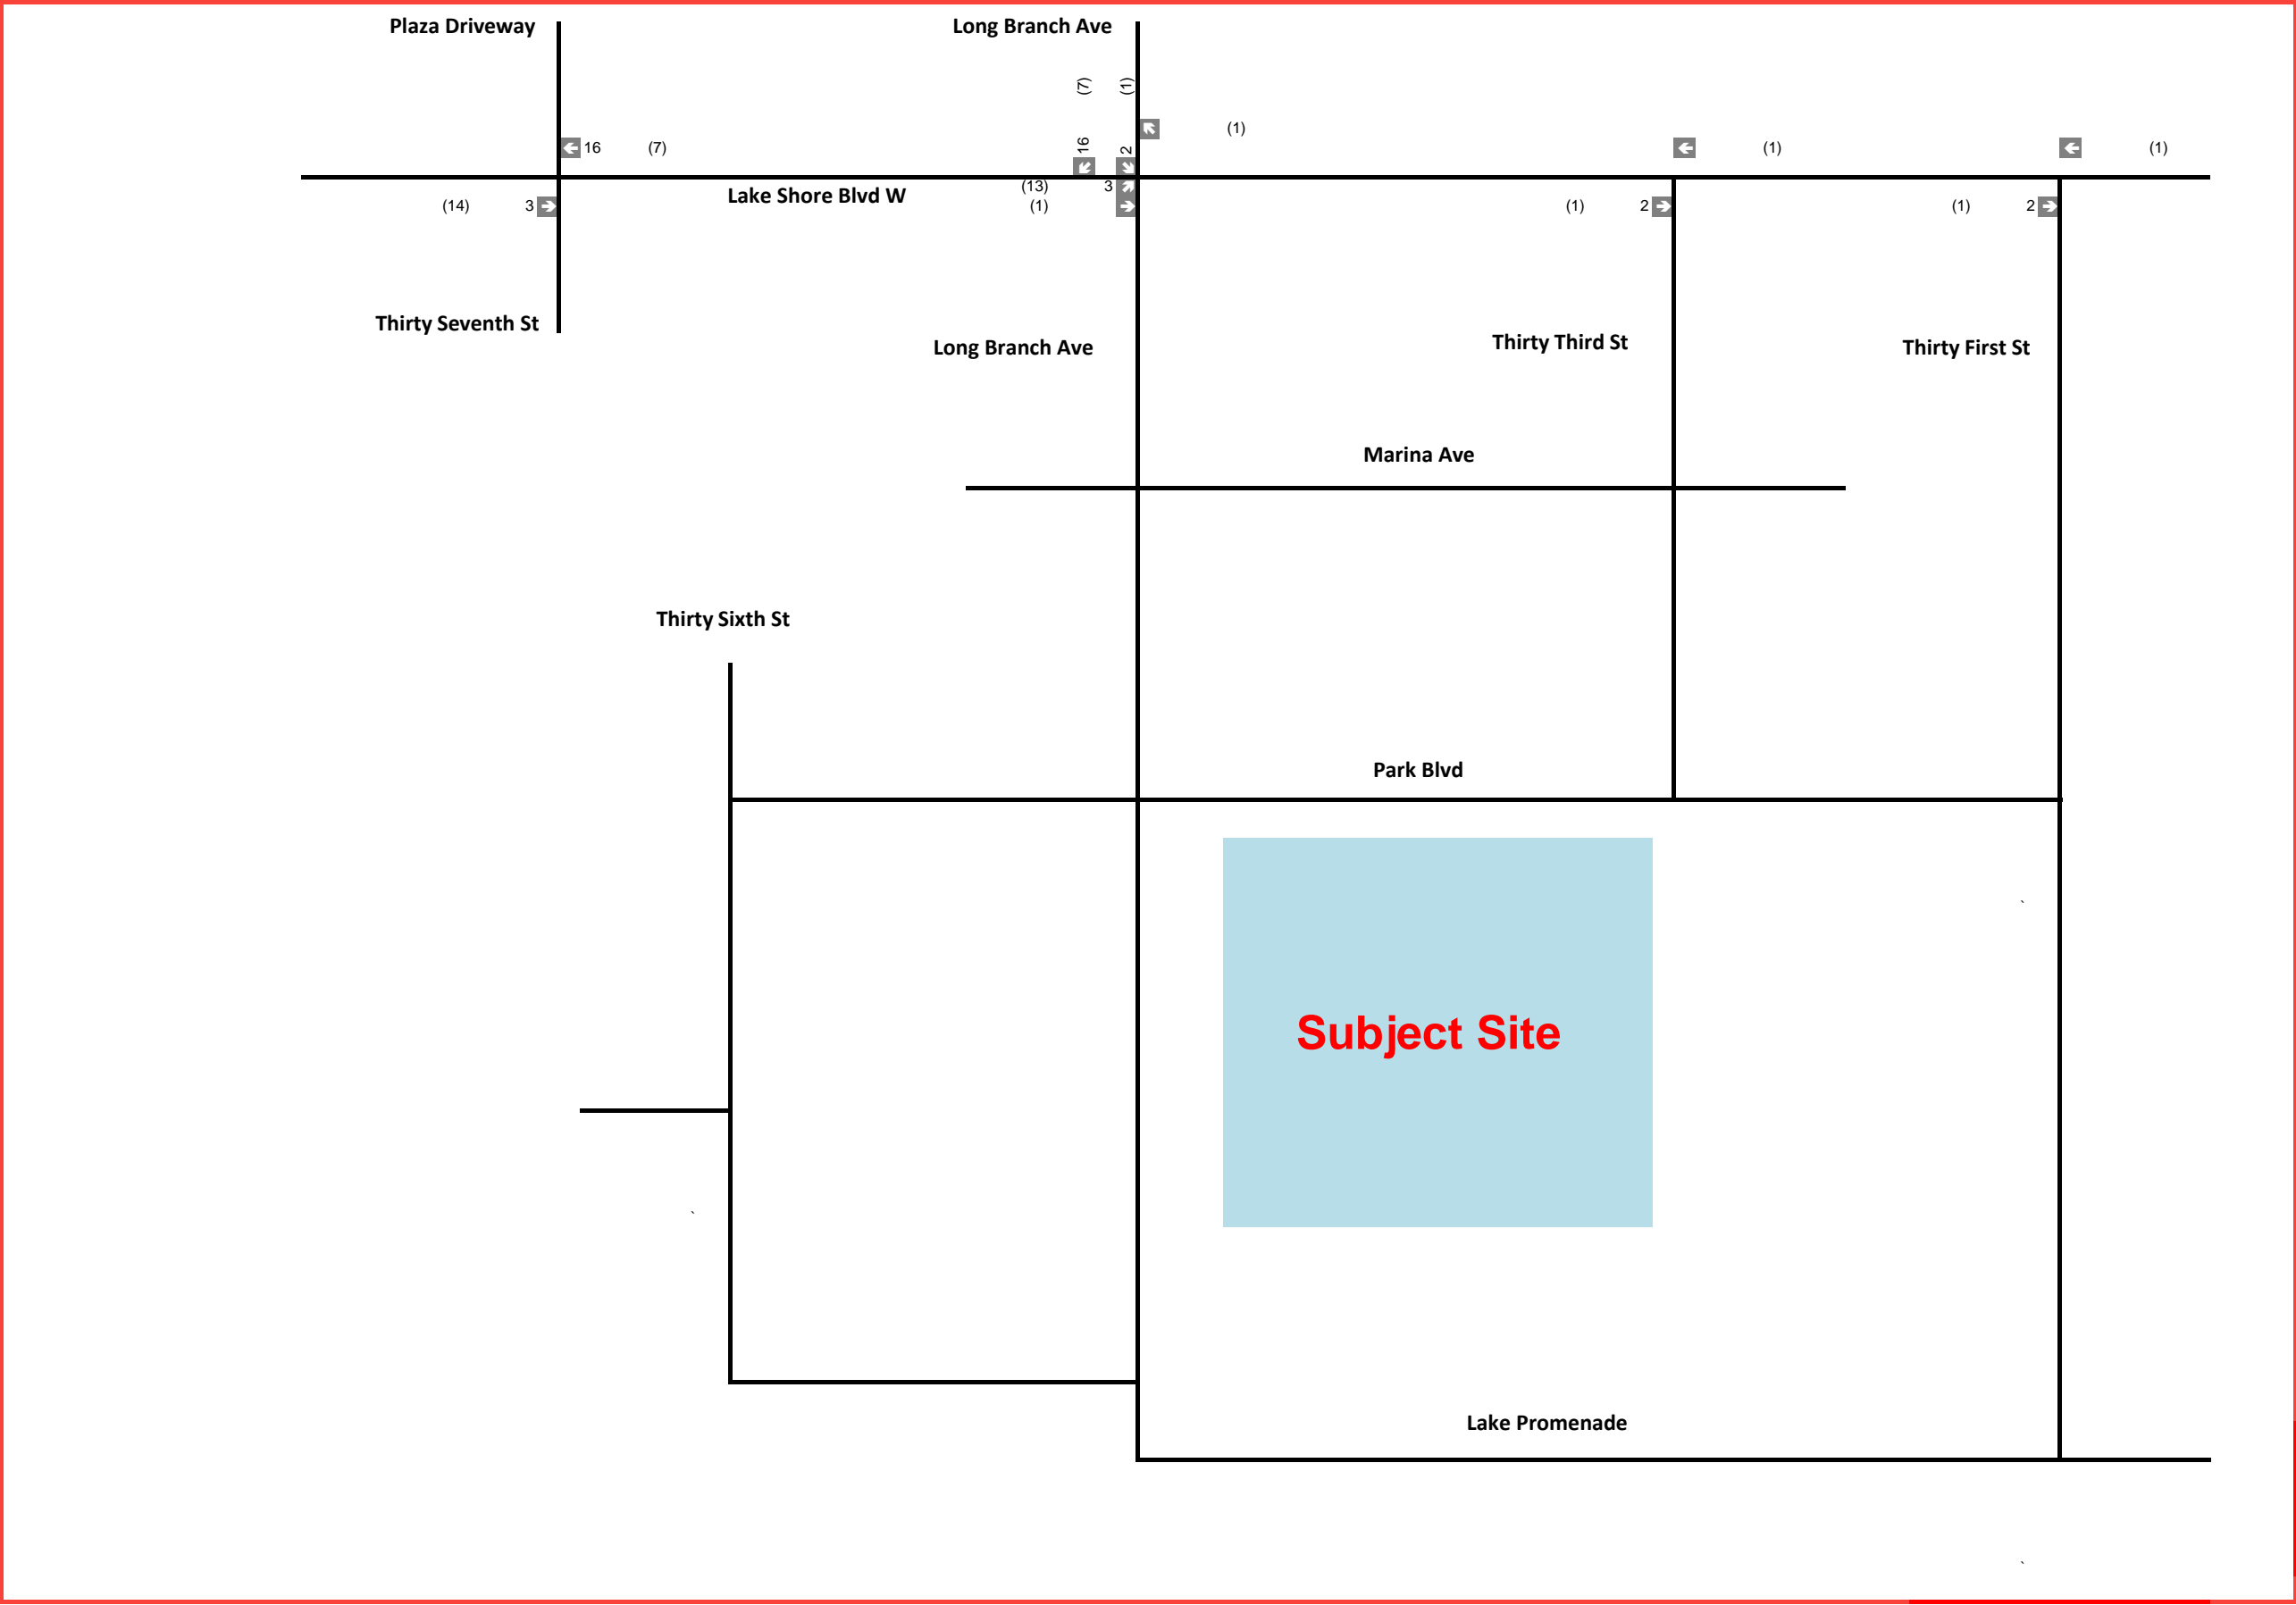 Plaza Driveway
Long Branch Ave
(7)
(1)
(1)
16
(7)
16
2
(1)
(1)
Lake Shore Blvd W
(13)
3
(14)
3
(1)
(1)
2
(1)
2
Thirty Seventh St
Long Branch Ave
Thirty Third St
Thirty First St
Marina Ave
Thirty Sixth St
Park Blvd
`
Subject Site
`
Lake Promenade
`